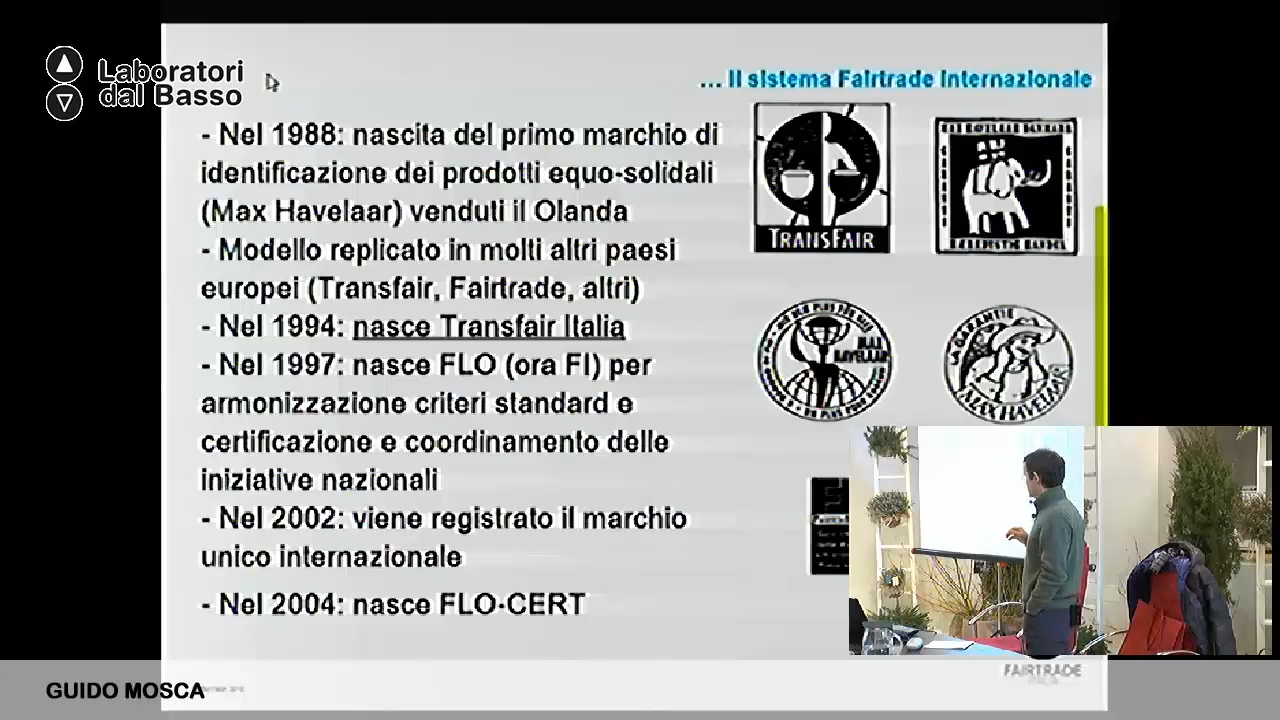 Laboratori
dal Basso
... Il sistema Fairtrade Internazionale
- Nel 1988: nascita del primo marchio di
identificazione dei prodotti equo-solidali
(Max Havelaar) venduti il Olanda
- Modello replicato in molti altri paesi
europei (Transfair, Fairtrade, altri)
- Nel 1994: nasce Transfair Italia
- Nel 1997: nasce FLO (ora FI) per
armonizzazione criteri standard e
certificazione e coordinamento delle
iniziative nazionali
- Nel 2002: viene registrato il marchio
unico internazionale
- Nel 2004: nasce FLO-CERT
TRANSFAIR
MAX
HAVELAAR
MAX HAVELAAR
FAIRTRADE
GUIDO MOSCA